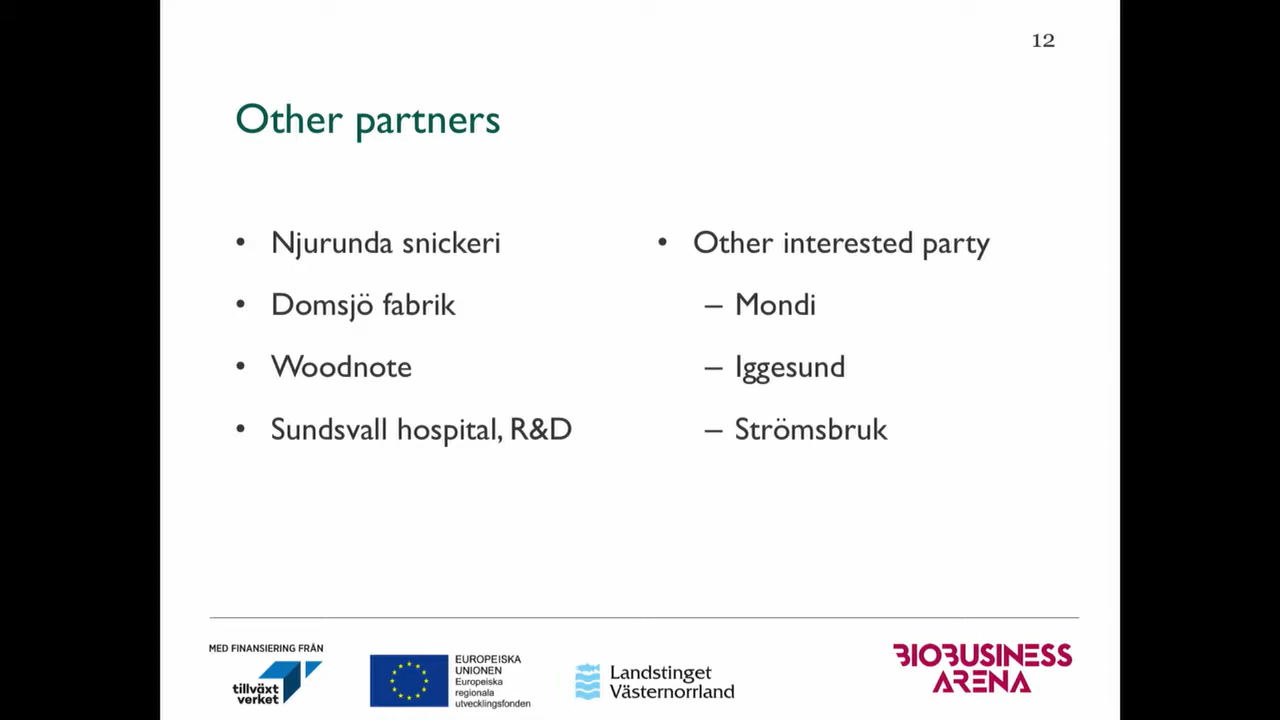 12
Other partners
• Njurunda snickeri
• Domsjö fabrik
• Woodnote
• Sundsvall hospital, R&D
• Other interested party
– Mondi
– Iggesund
– Strömsbruk
MED FINANSIERING FRÅN
tillväxt
verket
EUROPEISKA
UNIONEN
Europeiska
regionala
utvecklingsfonden
Landstinget
Västernorrland
BIOBUSINESS
ARENA